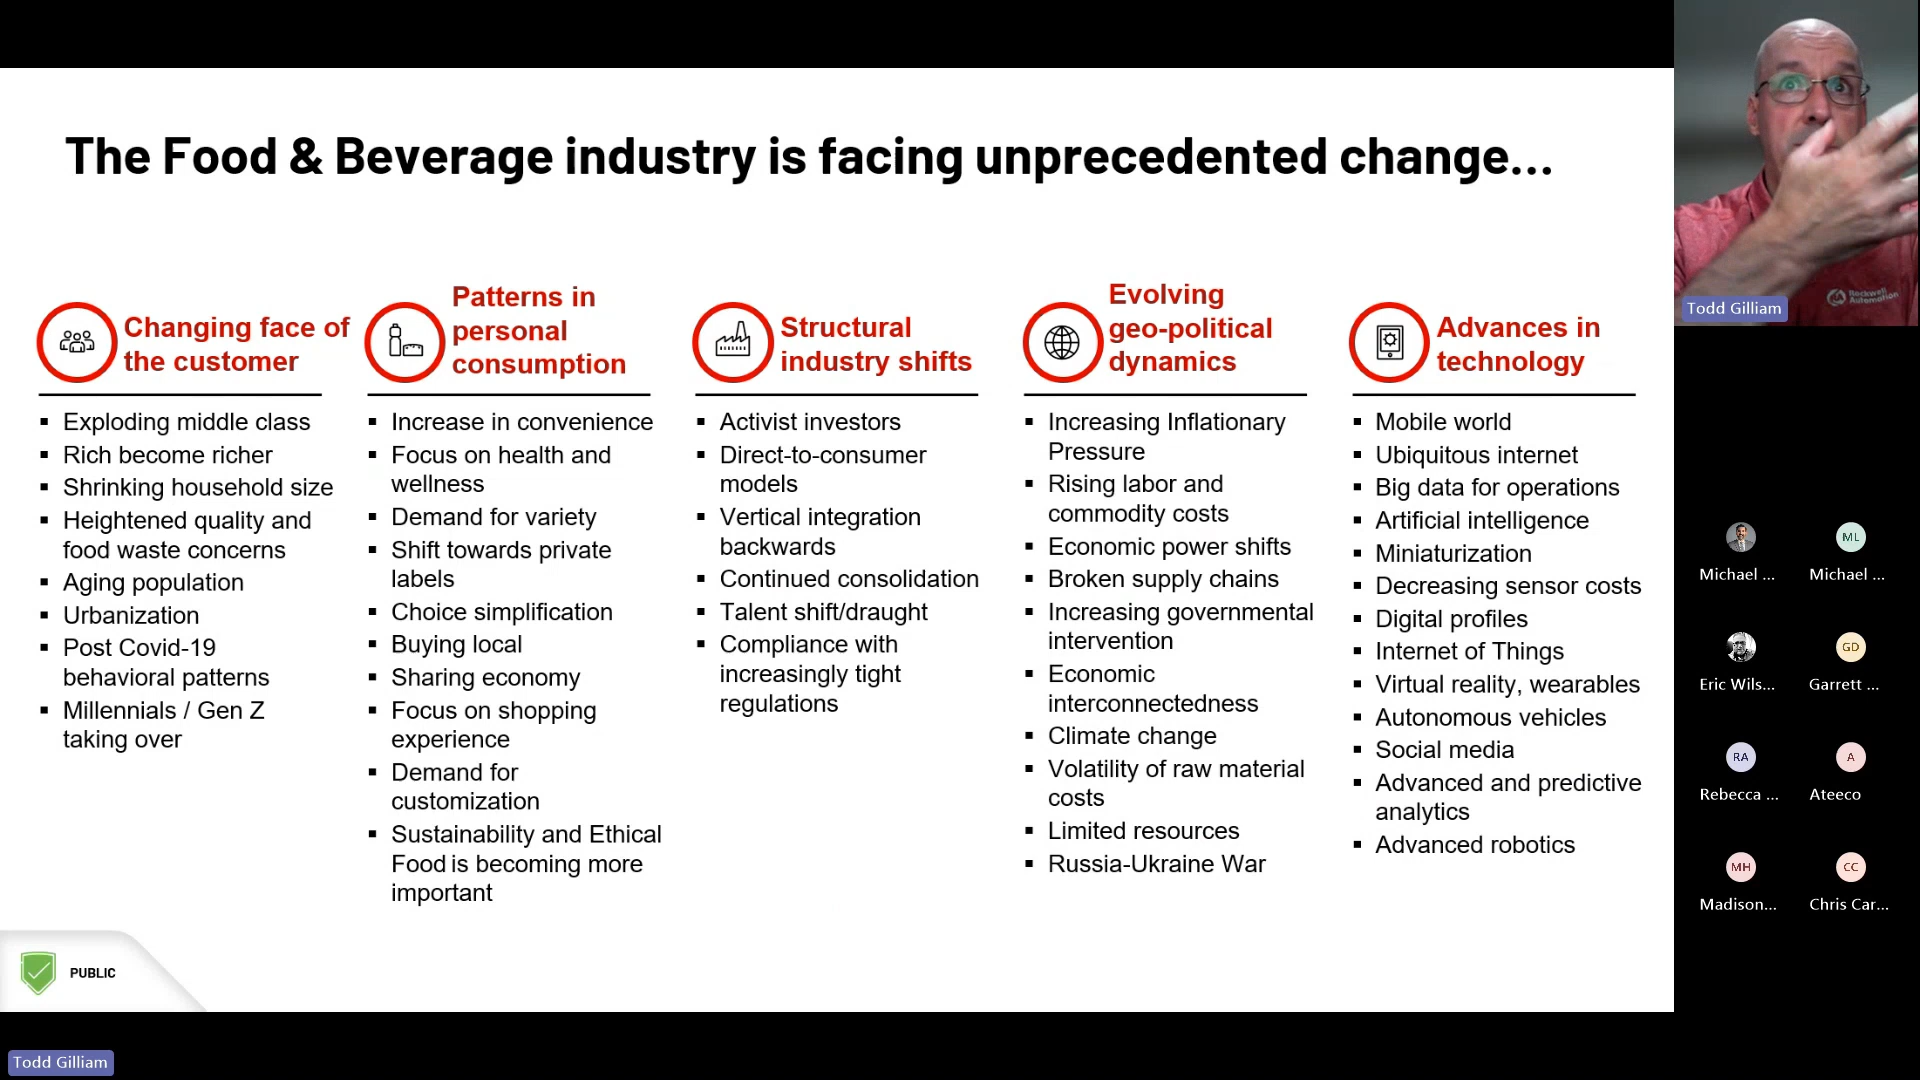 The Food & Beverage industry is facing unprecedented change...
Changing face of
the customer
▪ Exploding middle class
▪ Rich become richer
▪ Shrinking household size
▪ Heightened quality and
food waste concerns
▪ Aging population
▪ Urbanization
▪ Post Covid-19
behavioral patterns
▪ Millennials / Gen Z
taking over
Patterns in
personal
consumption
▪ Increase in convenience
▪ Focus on health and
wellness
▪ Demand for variety
▪ Shift towards private
labels
▪ Choice simplification
▪ Buying local
▪ Sharing economy
▪ Focus on shopping
experience
▪ Demand for
customization
▪ Sustainability and Ethical
Food is becoming more
important
Structural
industry shifts
▪ Activist investors
▪ Direct-to-consumer
models
▪ Vertical integration
backwards
▪ Continued consolidation
▪ Talent shift/draught
▪ Compliance with
increasingly tight
regulations
Evolving
geo-political
dynamics
▪ Increasing Inflationary
Pressure
▪ Rising labor and
commodity costs
▪ Economic power shifts
▪ Broken supply chains
▪ Increasing governmental
intervention
▪ Economic
interconnectedness
▪ Climate change
▪ Volatility of raw material
costs
▪ Limited resources
▪ Russia-Ukraine War
Advances in
technology
▪ Mobile world
▪ Ubiquitous internet
▪ Big data for operations
▪ Artificial intelligence
▪ Miniaturization
▪ Decreasing sensor costs
▪ Digital profiles
▪ Internet of Things
▪ Virtual reality, wearables
▪ Autonomous vehicles
▪ Social media
▪ Advanced and predictive
analytics
▪ Advanced robotics
PUBLIC
Todd Gilliam
Rockwell
Automation
Todd Gilliam
Michael ...
ML
Michael ...
Eric Wils...
GD
Garrett ...
RA
Rebecca ...
A
Ateeco
MH
Madison...
CC
Chris Car...